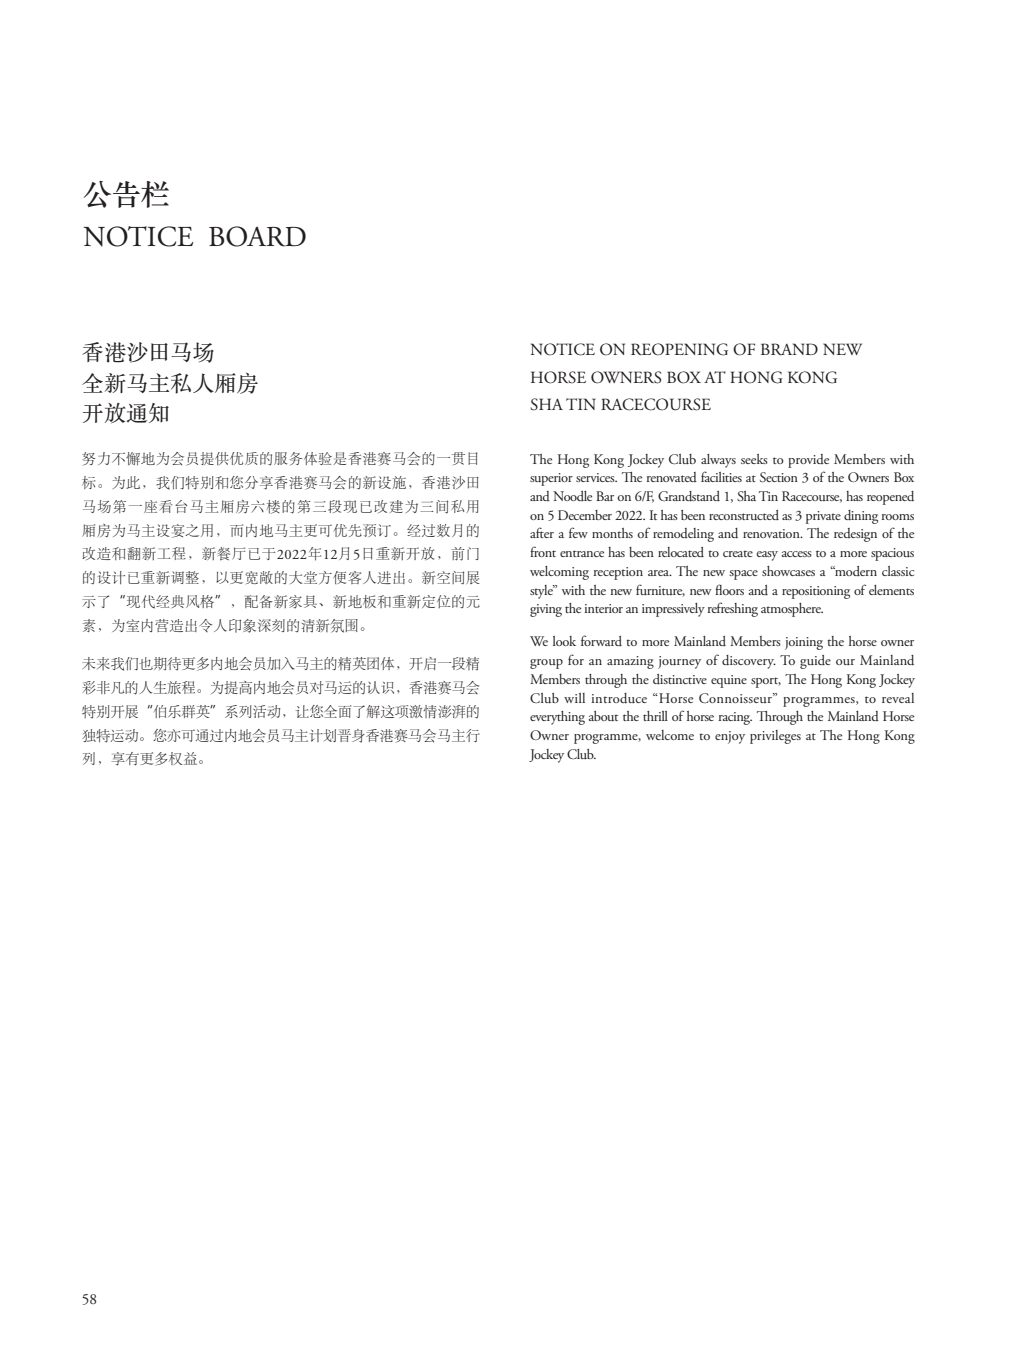 公告栏
NOTICE BOARD
香港沙田马场
全新马主私人厢房
开放通知
努力不懈地为会员提供优质的服务体验是香港赛马会的一贯目
标。为此，我们特别和您分享香港赛马会的新设施，香港沙田
马场第一座看台马主厢房六楼的第三段现已改建为三间私用
厢房为马主设宴之用，而内地马主更可优先预订。经过数月的
改造和翻新工程，新餐厅已于2022年12月5日重新开放，前门
的设计已重新调整，以更宽敞的大堂方便客人进出。新空间展
示了“现代经典风格”，配备新家具、新地板和重新定位的元
素，为室内营造出令人印象深刻的清新氛围。
未来我们也期待更多内地会员加入马主的精英团体，开启一段精
彩非凡的人生旅程。为提高内地会员对马运的认识，香港赛马会
特别开展“伯乐群英”系列活动，让您全面了解这项激情澎湃的
独特运动。您亦可通过内地会员马主计划晋身香港赛马会马主行
列，享有更多权益。
NOTICE ON REOPENING OF BRAND NEW
HORSE OWNERS BOX AT HONG KONG
SHA TIN RACECOURSE
The Hong Kong Jockey Club always seeks to provide Members with
superior services. The renovated facilities at Section 3 of the Owners Box
and Noodle Bar on 6/F, Grandstand 1, Sha Tin Racecourse, has reopened
on 5 December 2022. It has been reconstructed as 3 private dining rooms
after a few months of remodeling and renovation. The redesign of the
front entrance has been relocated to create easy access to a more spacious
welcoming reception area. The new space showcases a “modern classic
style” with the new furniture, new floors and a repositioning of elements
giving the interior an impressively refreshing atmosphere.
We look forward to more Mainland Members joining the horse owner
group for an amazing journey of discovery. To guide our Mainland
Members through the distinctive equine sport, The Hong Kong Jockey
Club will introduce “Horse Connoisseur” programmes, to reveal
everything about the thrill of horse racing. Through the Mainland Horse
Owner programme, welcome to enjoy privileges at The Hong Kong
Jockey Club.
58